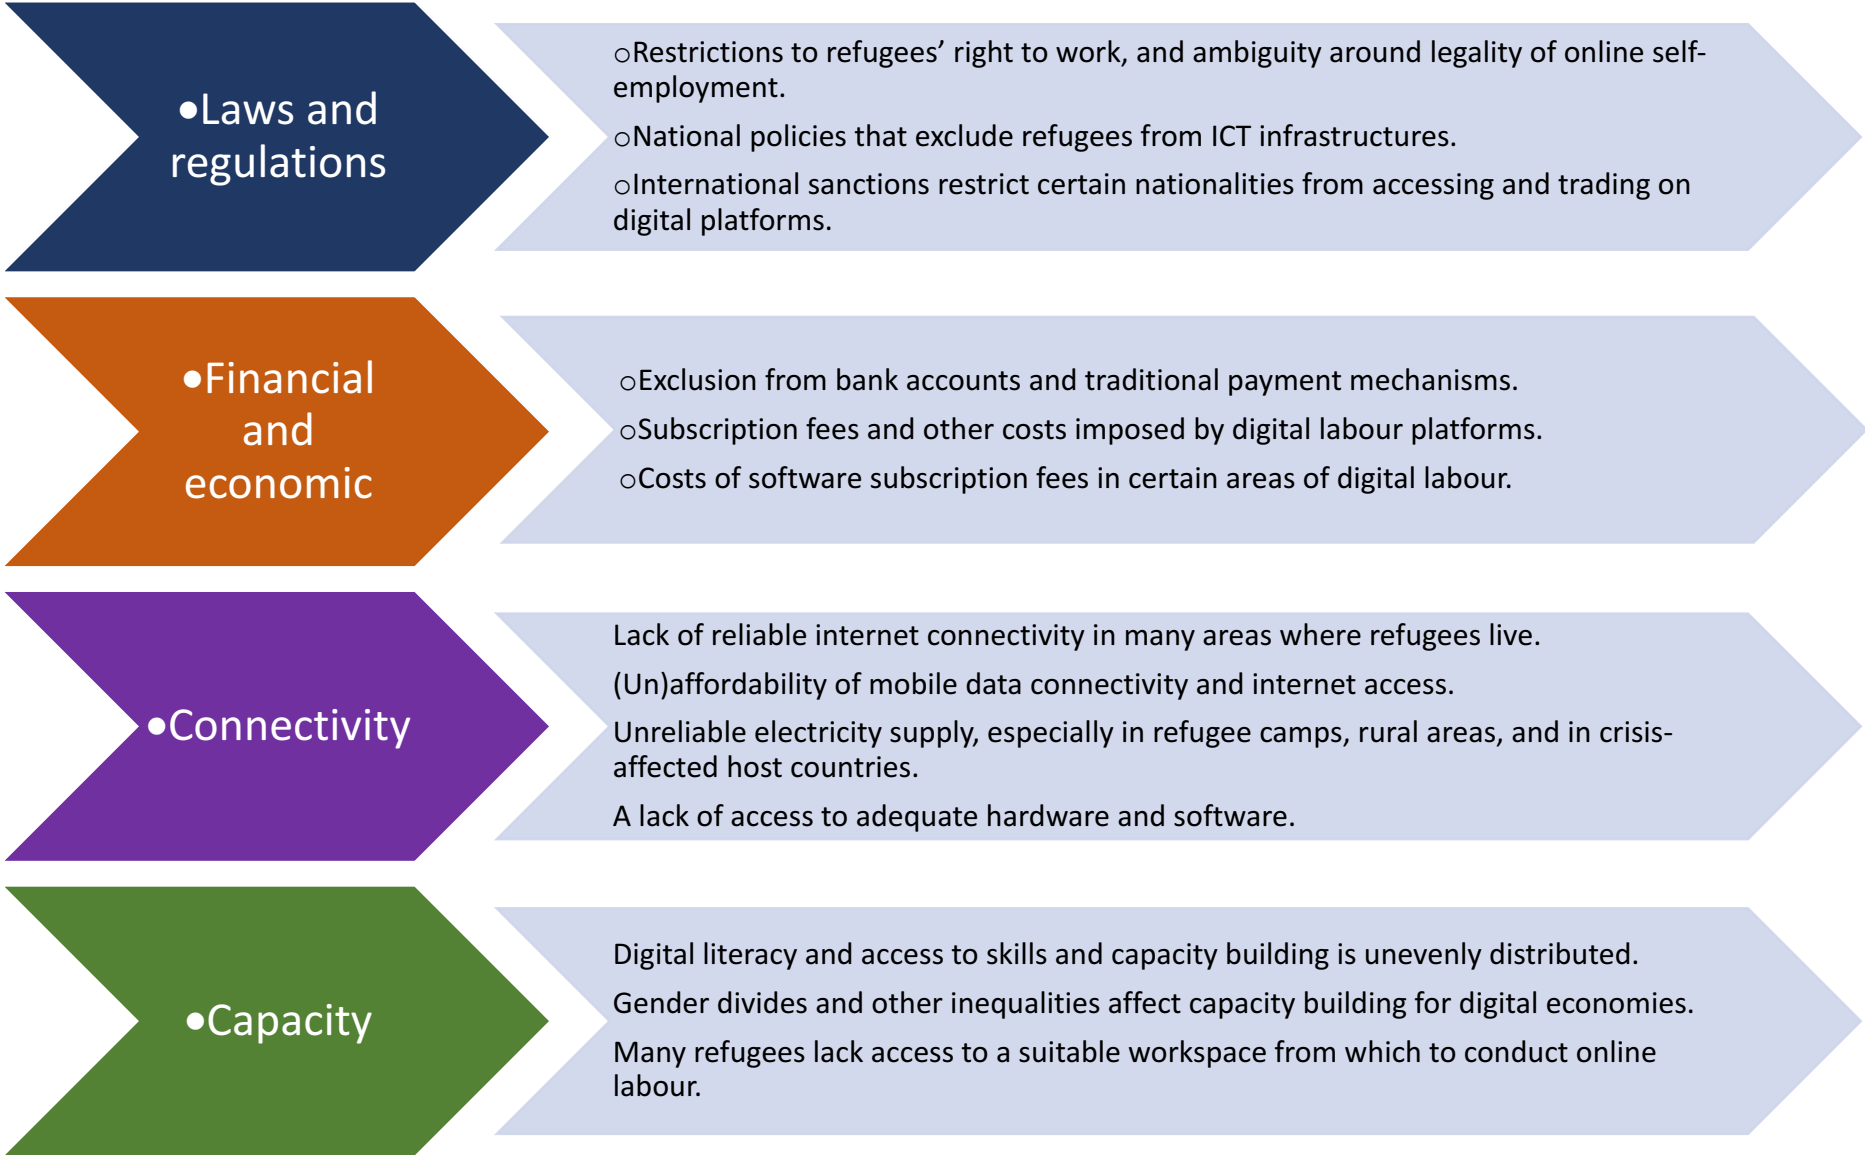 •Laws and
regulations
oRestrictions to refugees’ right to work, and ambiguity around legality of online self-
employment.
oNational policies that exclude refugees from ICT infrastructures.
oInternational sanctions restrict certain nationalities from accessing and trading on
digital platforms.
•Financial
and
economic
oExclusion from bank accounts and traditional payment mechanisms.
oSubscription fees and other costs imposed by digital labour platforms.
oCosts of software subscription fees in certain areas of digital labour.
•Connectivity
Lack of reliable internet connectivity in many areas where refugees live.
(Un)affordability of mobile data connectivity and internet access.
Unreliable electricity supply, especially in refugee camps, rural areas, and in crisis-
affected host countries.
A lack of access to adequate hardware and software.
•Capacity
Digital literacy and access to skills and capacity building is unevenly distributed.
Gender divides and other inequalities affect capacity building for digital economies.
Many refugees lack access to a suitable workspace from which to conduct online
labour.